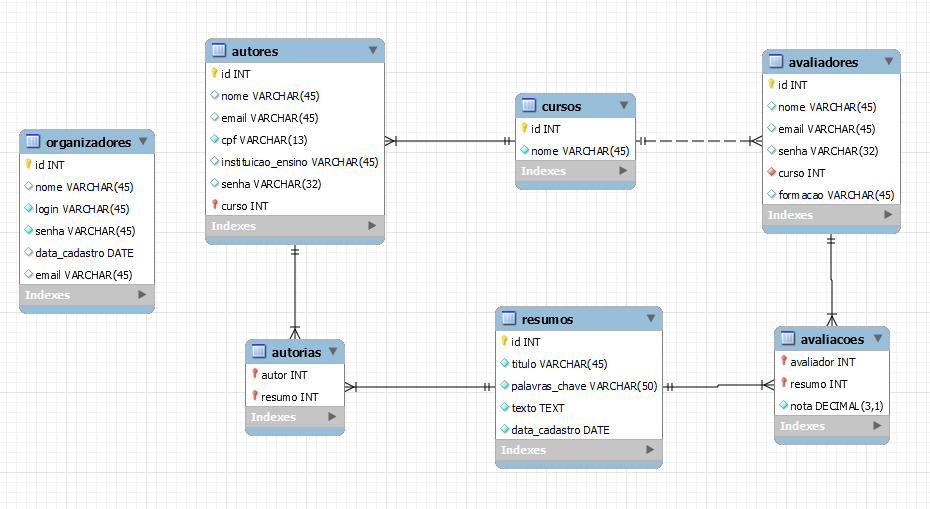 organizadores
id INT
nome VARCHAR(45)
login VARCHAR(45)
senha VARCHAR(45)
data_cadastro DATE
email VARCHAR(45)
Indexes
autores
id INT
nome VARCHAR(45)
email VARCHAR(45)
cpf VARCHAR(13)
instituicao_ensino VARCHAR(45)
senha VARCHAR(32)
curso INT
Indexes
cursos
id INT
nome VARCHAR(45)
Indexes
avaliadores
id INT
nome VARCHAR(45)
email VARCHAR(45)
senha VARCHAR(32)
curso INT
formacao VARCHAR(45)
Indexes
autorias
autor INT
resumo INT
Indexes
resumos
id INT
titulo VARCHAR(45)
palavras_chave VARCHAR(50)
texto TEXT
data_cadastro DATE
Indexes
avaliacoes
avaliador INT
resumo INT
nota DECIMAL(3,1)
Indexes